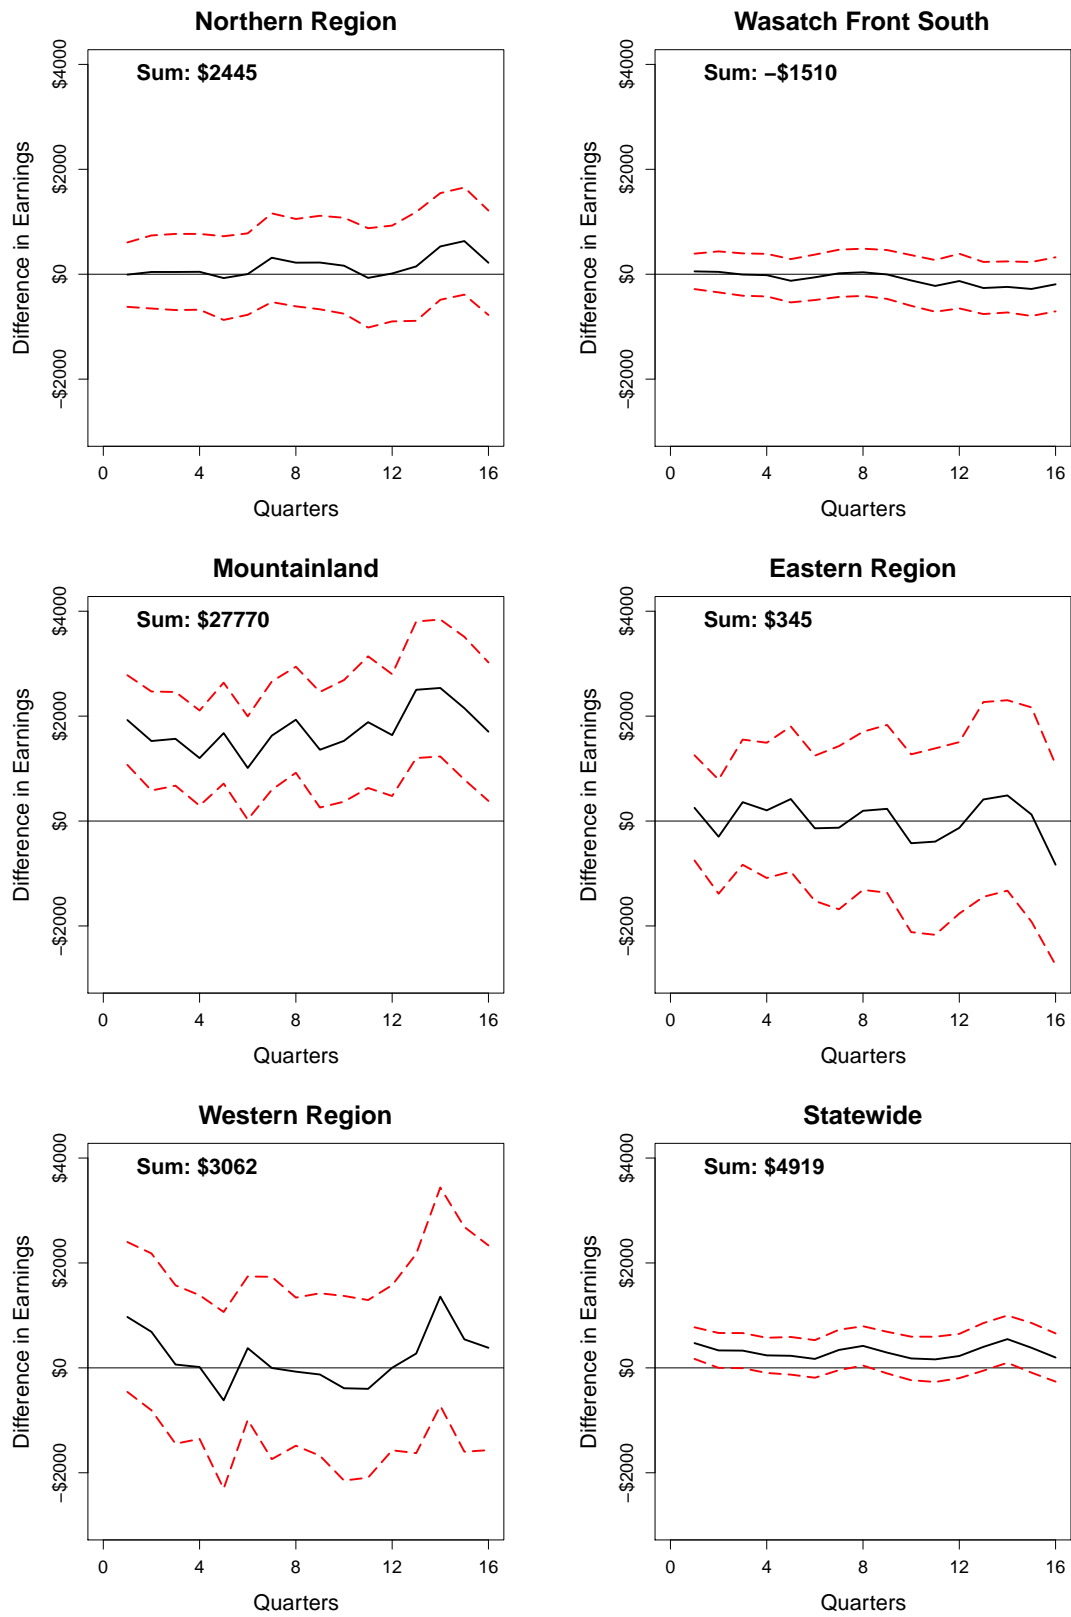 Northern Region
Sum: $2445
Difference in Earnings
$4000
$2000
$0
−$2000
0 4 8 12 16
Quarters
Wasatch Front South
Sum: −$1510
Difference in Earnings
$4000
$2000
$0
−$2000
0 4 8 12 16
Quarters
Mountainland
Sum: $27770
Difference in Earnings
$4000
$2000
$0
−$2000
0 4 8 12 16
Quarters
Eastern Region
Sum: $345
Difference in Earnings
$4000
$2000
$0
−$2000
0 4 8 12 16
Quarters
Western Region
Sum: $3062
Difference in Earnings
$4000
$2000
$0
−$2000
0 4 8 12 16
Quarters
Statewide
Sum: $4919
Difference in Earnings
$4000
$2000
$0
−$2000
0 4 8 12 16
Quarters